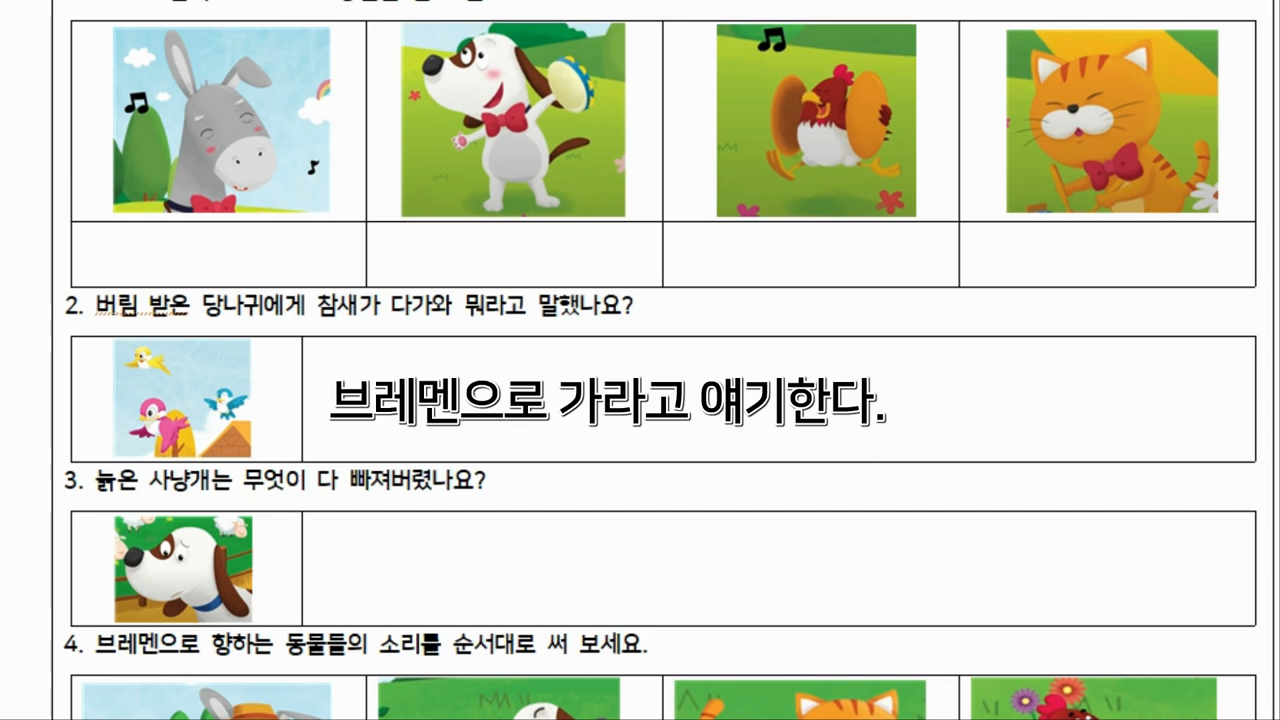 2. 버림 받은 당나귀에게 참새가 다가와 뭐라고 말했나요?
브레멘으로 가라고 얘기한다.
3. 늙은 사냥개는 무엇이 다 빠져버렸나요?
4. 브레멘으로 향하는 동물들의 소리를 순서대로 써 보세요.